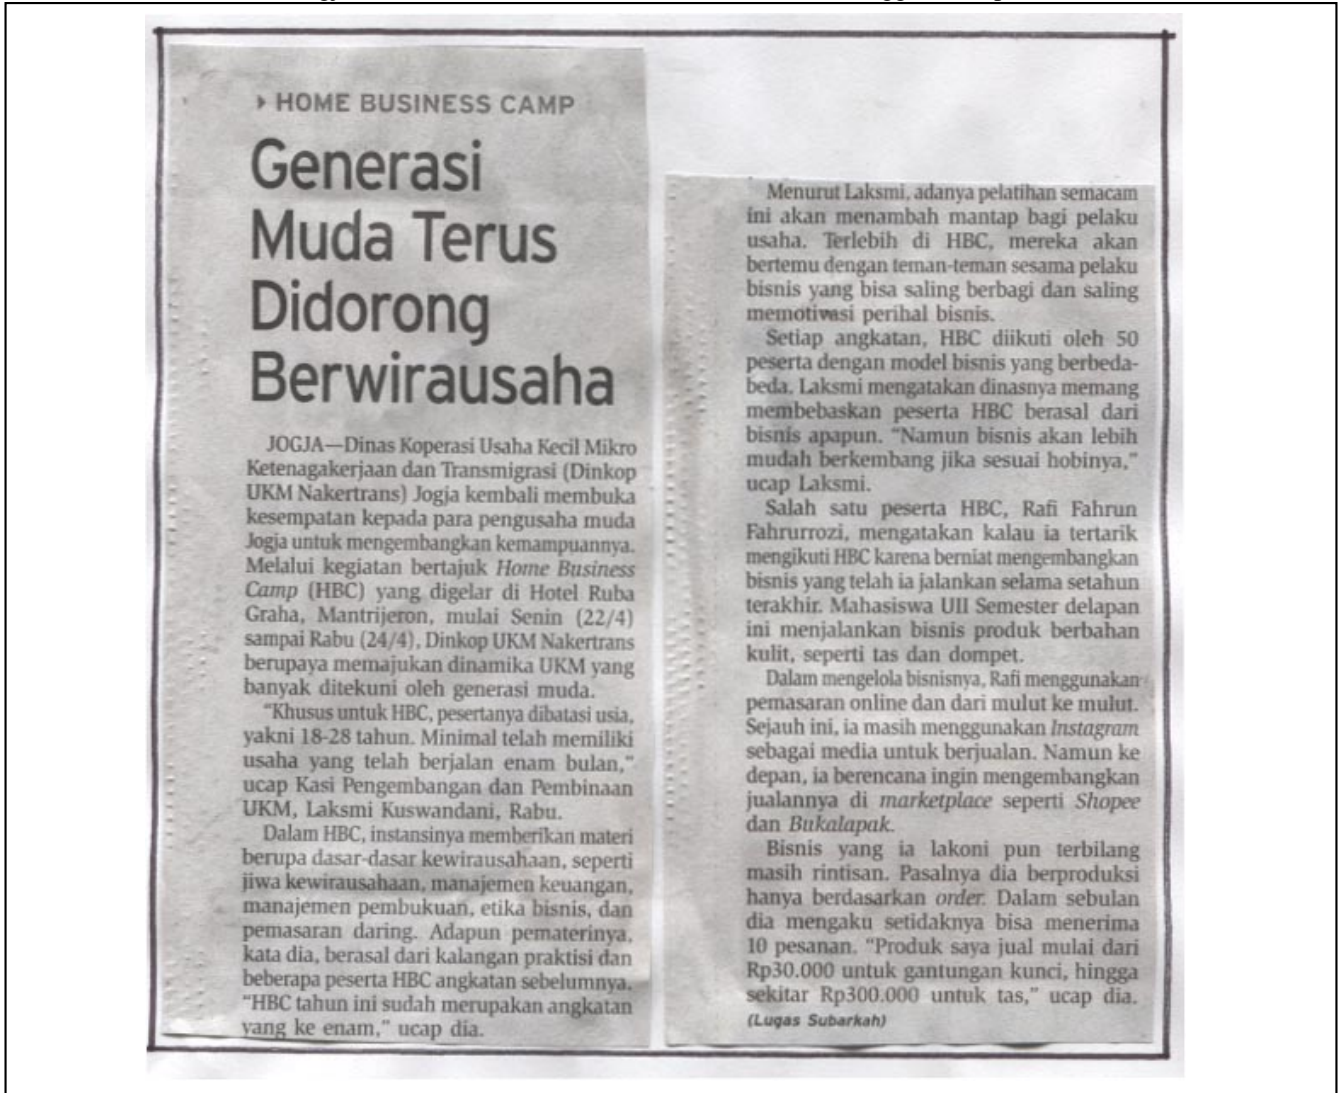 HOME BUSINESS CAMP
Generasi
Muda Terus
Didorong
Berwirausaha
JOGJA—Dinas Koperasi Usaha Kecil Mikro
Ketenagakerjaan dan Transmigrasi (Dinkop
UKM Nakertrans) Jogja kembali membuka
kesempatan kepada para pengusaha muda
Jogja untuk mengembangkan kemampuannya.
Melalui kegiatan bertajuk Home Business
Camp (HBC) yang digelar di Hotel Ruba
Graha, Mantrijeron, mulai Senin (22/4)
sampai Rabu (24/4), Dinkop UKM Nakertrans
berupaya memajukan dinamika UKM yang
banyak ditekuni oleh generasi muda.
"Khusus untuk HBC, pesertanya dibatasi usia,
yakni 18-28 tahun. Minimal telah memiliki
usaha yang telah berjalan enam bulan,"
ucap Kasi Pengembangan dan Pembinaan
UKM, Laksmi Kuswandani, Rabu.
Dalam HBC, instansinya memberikan materi
berupa dasar-dasar kewirausahaan, seperti
jiwa kewirausahaan, manajemen keuangan,
manajemen pembukuan, etika bisnis, dan
pemasaran daring. Adapun pematerinya,
kata dia, berasal dari kalangan praktisi dan
beberapa peserta HBC angkatan sebelumnya.
"HBC tahun ini sudah merupakan angkatan
yang ke enam," ucap dia.
Menurut Laksmi, adanya pelatihan semacam
ini akan menambah mantap bagi pelaku
usaha. Terlebih di HBC, mereka akan
bertemu dengan teman-teman sesama pelaku
bisnis yang bisa saling berbagi dan saling
memotivasi perihal bisnis.
Setiap angkatan, HBC diikuti oleh 50
peserta dengan model bisnis yang berbeda-
beda. Laksmi mengatakan dinasnya memang
membebaskan peserta HBC berasal dari
bisnis apapun. "Namun bisnis akan lebih
mudah berkembang jika sesuai hobinya,"
ucap Laksmi.
Salah satu peserta HBC, Rafi Fahrun
Fahrurrozi, mengatakan kalau ia tertarik
mengikuti HBC karena berniat mengembangkan
bisnis yang telah ia jalankan selama setahun
terakhir. Mahasiswa UII Semester delapan
ini menjalankan bisnis produk berbahan
kulit, seperti tas dan dompet.
Dalam mengelola bisnisnya, Rafi menggunakan
pemasaran online dan dari mulut ke mulut.
Sejauh ini, ia masih menggunakan Instagram
sebagai media untuk berjualan. Namun ke
depan, ia berencana ingin mengembangkan
jualannya di marketplace seperti Shopee
dan Bukalapak.
Bisnis yang ia lakoni pun terbilang
masih rintisan. Pasalnya dia berproduksi
hanya berdasarkan order. Dalam sebulan
dia mengaku setidaknya bisa menerima
10 pesanan. "Produk saya jual mulai dari
Rp30.000 untuk gantungan kunci, hingga
sekitar Rp300.000 untuk tas," ucap dia.
(Lugas Subarkah)